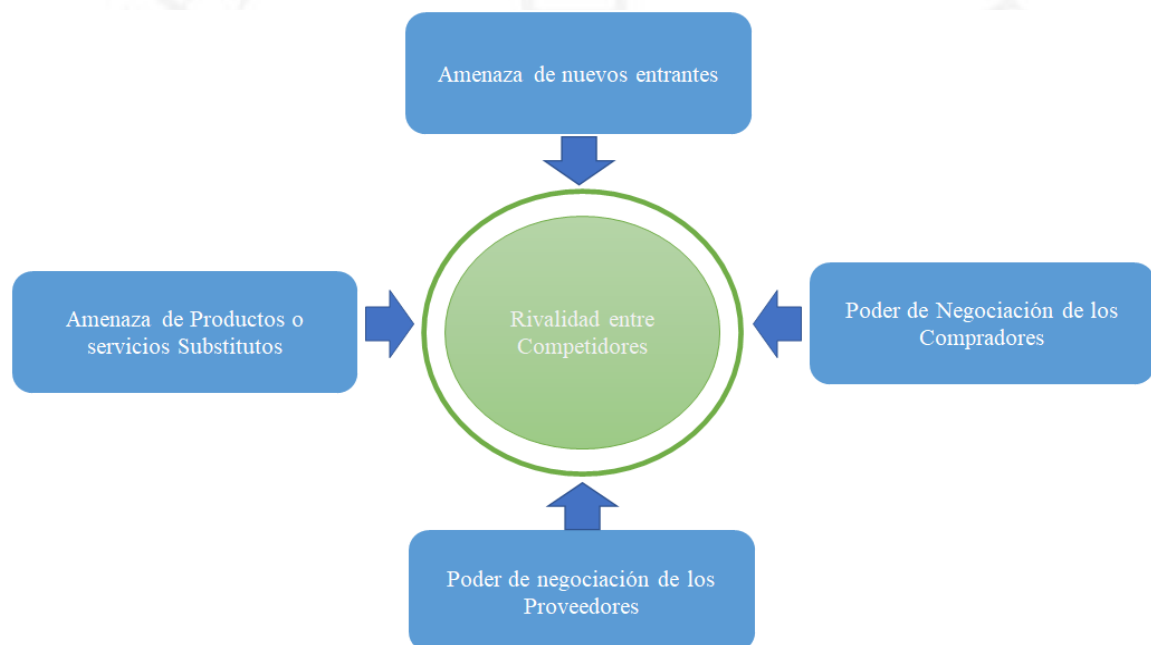 Amenaza de nuevos entrantes
Amenaza de Productos o
servicios Substitutos
Rivalidad entre
Competidores
Poder de Negociación de los
Compradores
Poder de negociación de los
Proveedores